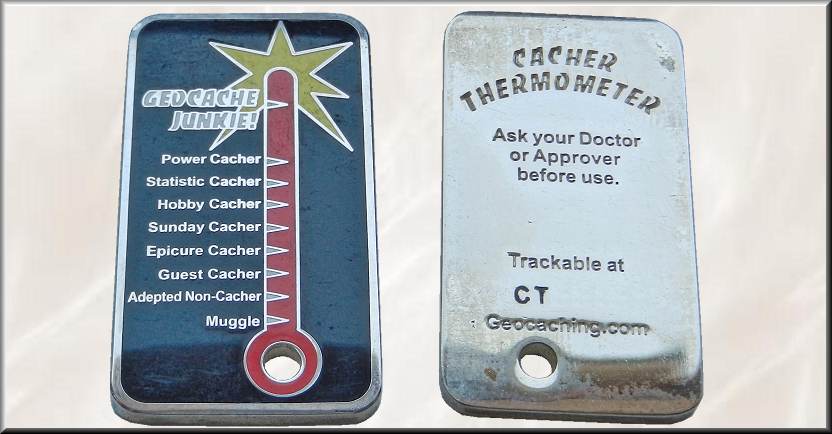 GEOCACHE
JUNKIE!
Power Cacher
Statistic Cacher
Hobby Cacher
Sunday Cacher
Epicure Cacher
Guest Cacher
Adepted Non-Cacher
Muggle
CACHER
THERMOMETER
Ask your Doctor
or Approver
before use.
Trackable at
CT
Geocaching.com